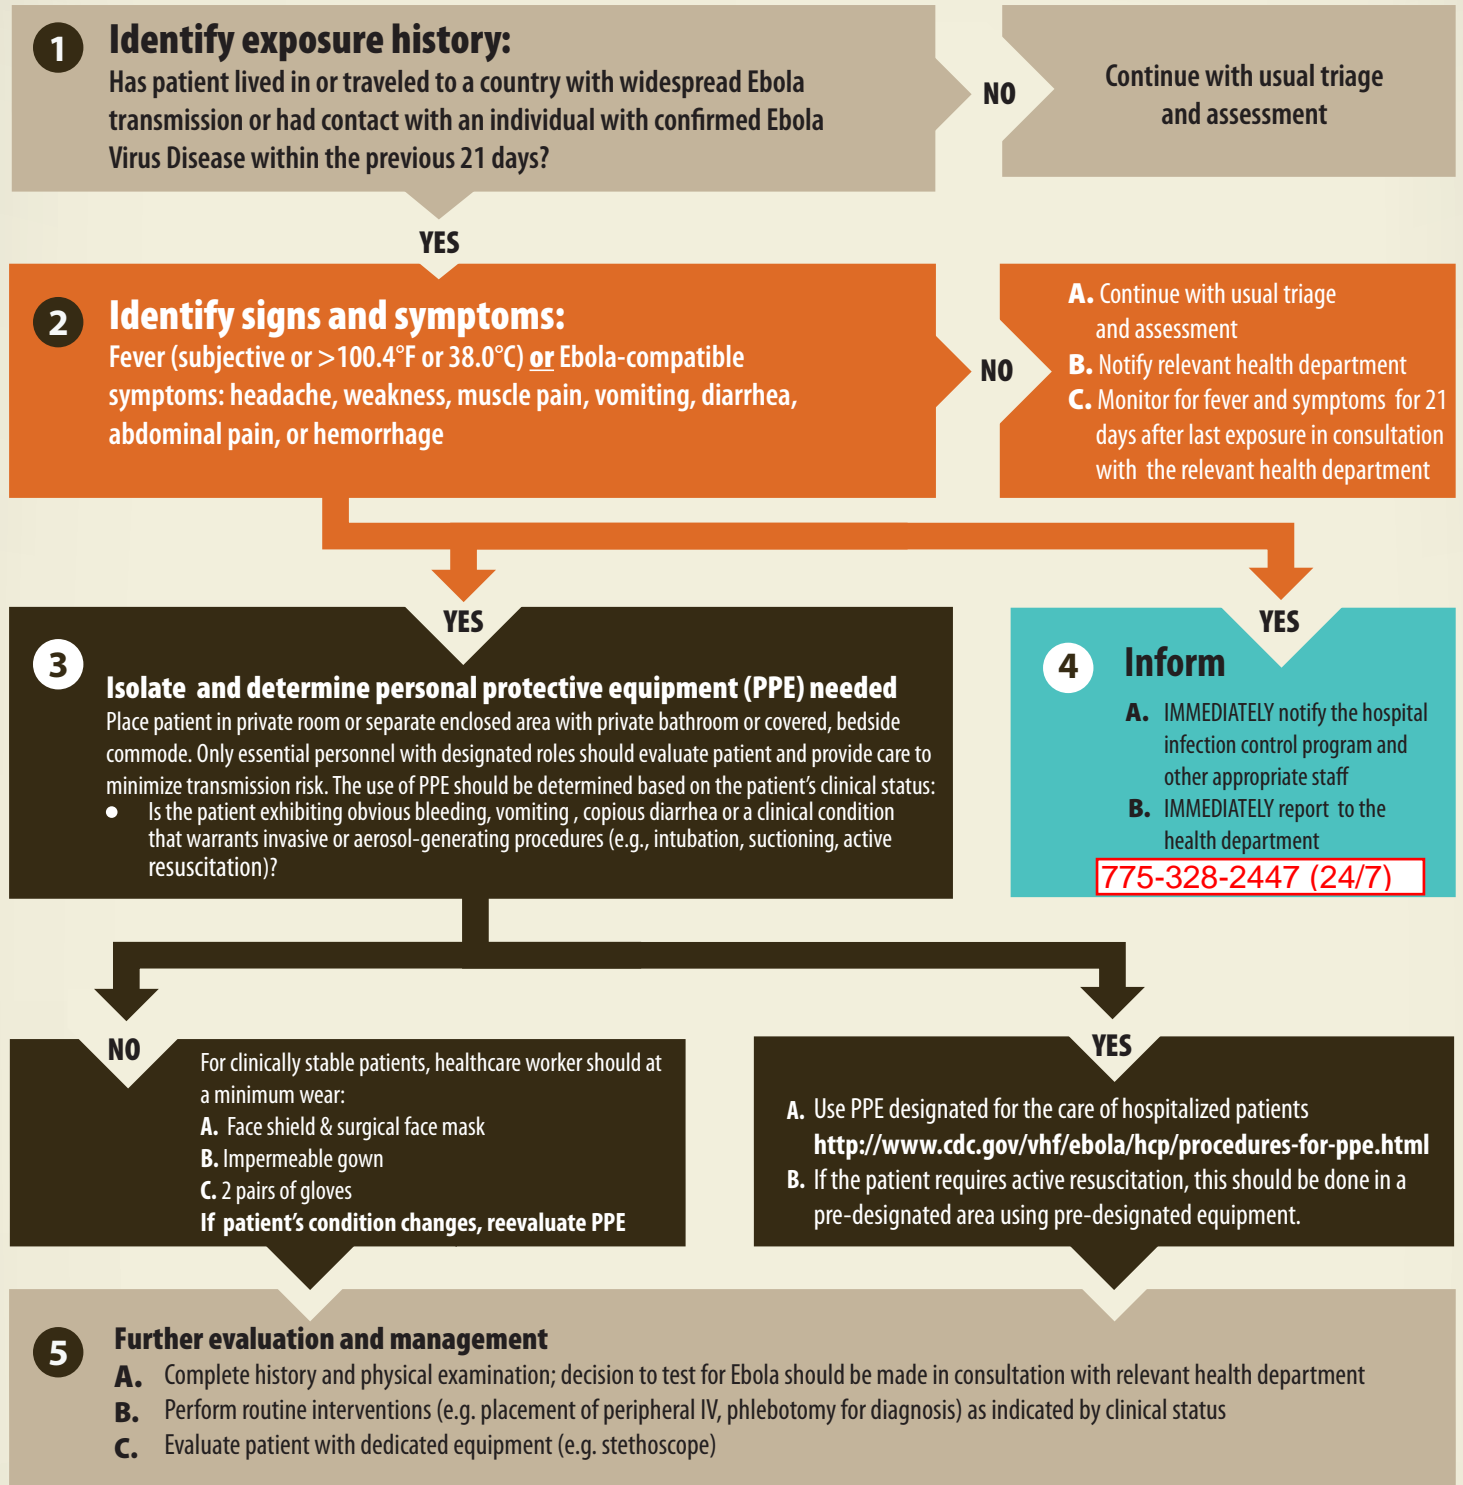 1
Identify exposure history:
Has patient lived in or traveled to a country with widespread Ebola
transmission or had contact with an individual with confirmed Ebola
Virus Disease within the previous 21 days?
NO
Continue with usual triage
and assessment
YES
2
Identify signs and symptoms:
Fever (subjective or >100.4°F or 38.0°C) or Ebola-compatible
symptoms: headache, weakness, muscle pain, vomiting, diarrhea,
abdominal pain, or hemorrhage
NO
A. Continue with usual triage
and assessment
B. Notify relevant health department
C. Monitor for fever and symptoms for 21
days after last exposure in consultation
with the relevant health department
YES
3
Isolate and determine personal protective equipment (PPE) needed
Place patient in private room or separate enclosed area with private bathroom or covered, bedside
commode. Only essential personnel with designated roles should evaluate patient and provide care to
minimize transmission risk. The use of PPE should be determined based on the patient's clinical status:
• Is the patient exhibiting obvious bleeding, vomiting , copious diarrhea or a clinical condition
that warrants invasive or aerosol-generating procedures (e.g., intubation, suctioning, active
resuscitation)?
YES
4
Inform
A. IMMEDIATELY notify the hospital
infection control program and
other appropriate staff
B. IMMEDIATELY report to the
health department
775-328-2447 (24/7)
NO
For clinically stable patients, healthcare worker should at
a minimum wear:
A. Face shield & surgical face mask
B. Impermeable gown
C. 2 pairs of gloves
If patient's condition changes, reevaluate PPE
YES
A. Use PPE designated for the care of hospitalized patients
http://www.cdc.gov/vhf/ebola/hcp/procedures-for-ppe.html
B. If the patient requires active resuscitation, this should be done in a
pre-designated area using pre-designated equipment.
5
Further evaluation and management
A. Complete history and physical examination; decision to test for Ebola should be made in consultation with relevant health department
B. Perform routine interventions (e.g. placement of peripheral IV, phlebotomy for diagnosis) as indicated by clinical status
C. Evaluate patient with dedicated equipment (e.g. stethoscope)